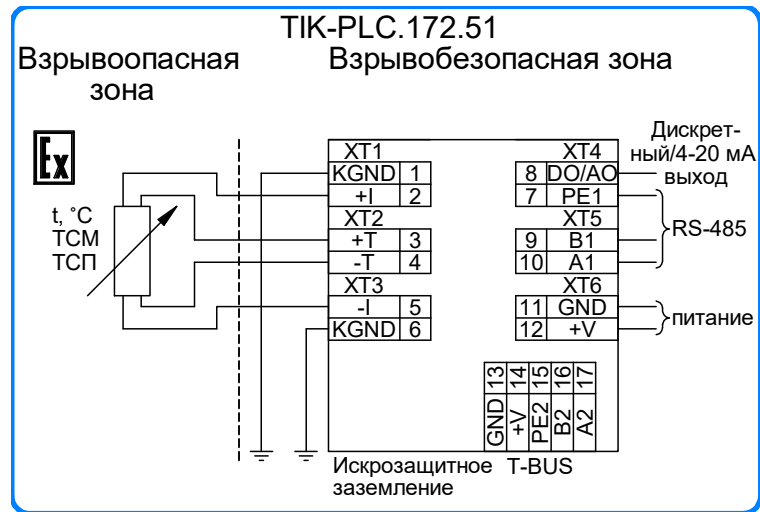 TIK-PLC.172.51
Взрывоопасная
зона
Взрывобезопасная зона
Ex
t, °C
ТСМ
ТСП
XT1
KGND 1
+I 2
XT2
+T 3
-T 4
XT3
-I 5
KGND 6
XT4
8 DO/AO
7 PE1
XT5
9 B1
10 A1
XT6
11 GND
12 +V
Дискрет-
ный/4-20 мА
выход
RS-485
питание
GND 13
+V 14
PE2 15
B2 16
A2 17
Искрозащитное
заземление
T-BUS